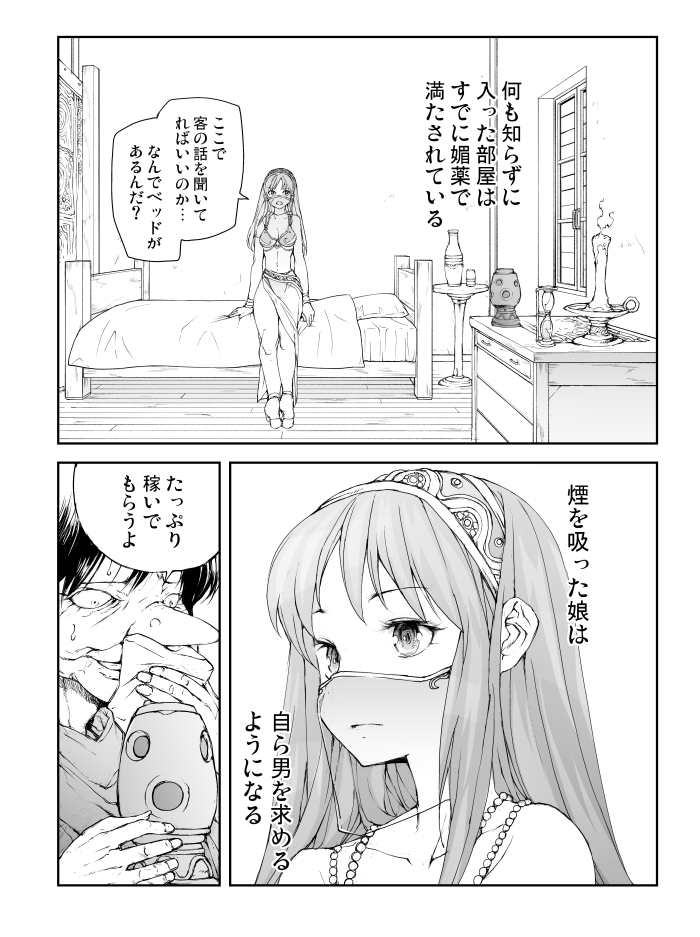 何も知らずに
入った部屋は
すでに媚薬で
満たされている
ここで
客の話を聞いて
ればいいのか…
なんでベッドが
あるんだ？
煙を吸った娘は
自ら男を求める
ようになる
たっぷり
稼いで
もらうよ